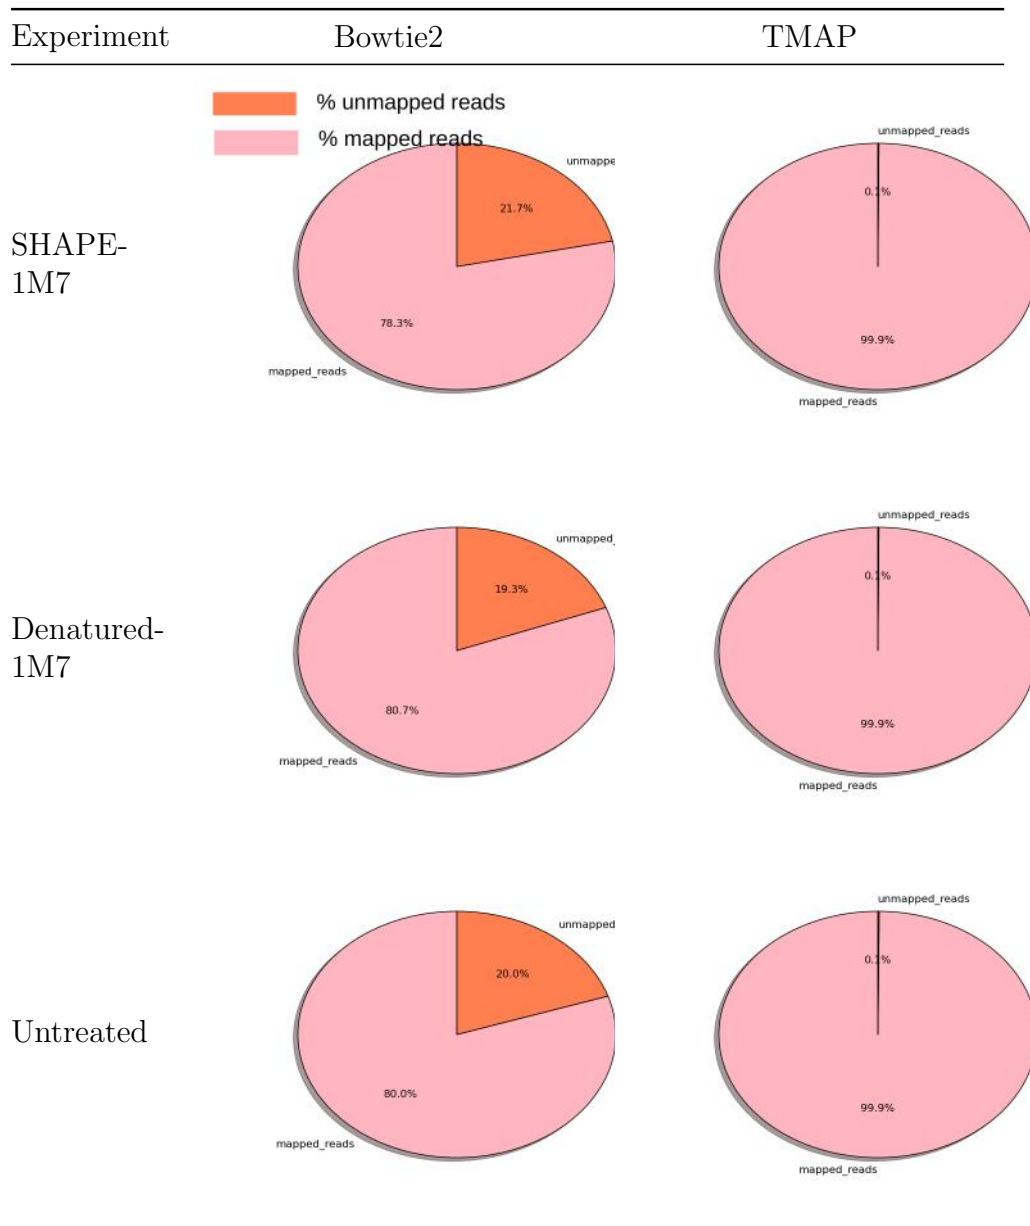 Experiment Bowtie2 TMAP
% unmapped reads
% mapped reads
unmapped_reads
unmappe
0.1%
21.7%
SHAPE-
1M7
78.3%
99.9%
mapped_reads
mapped_reads
unmapped_reads
unmapped_
0.1%
19.3%
Denatured-
1M7
80.7%
99.9%
mapped_reads
mapped_reads
unmapped_reads
unmapped
0.1%
20.0%
Untreated
80.0%
99.9%
mapped_reads
mapped_reads